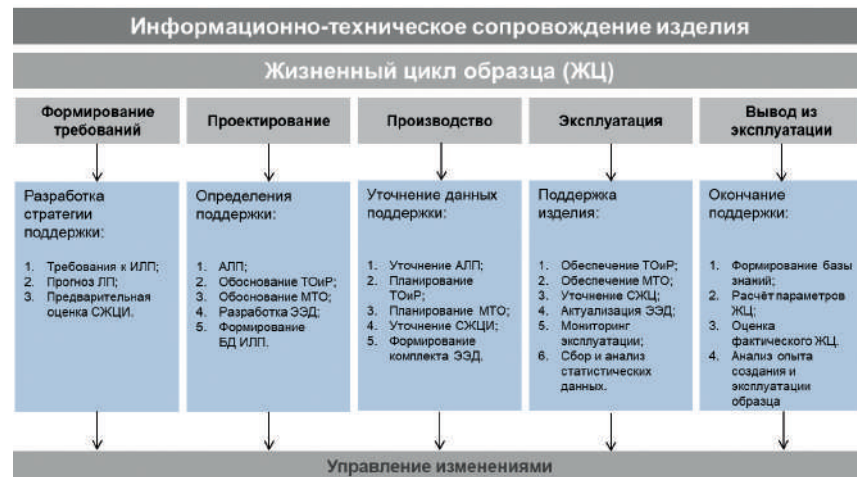 Информационно-техническое сопровождение изделия
Жизненный цикл образца (ЖЦ)
Формирование
требований
Проектирование
Производство
Эксплуатация
Вывод из
эксплуатации
Разработка
стратегии
поддержки:
1. Требования к ИЛП;
2. Прогноз ЛП;
3. Предварительная
оценка СЖЦИ.
Определения
поддержки:
1. АЛП;
2. Обоснование ТОиР;
3. Обоснование МТО;
4. Разработка ЭЭД;
5. Формирование
БД ИЛП.
Уточнение данных
поддержки:
1. Уточнение АЛП;
2. Планирование
ТОиР;
3. Планирование МТО;
4. Уточнение СЖЦИ;
5. Формирование
комплекта ЭЭД.
Поддержка
изделия:
1. Обеспечение ТОиР;
2. Обеспечение МТО;
3. Уточнение СЖЦ;
4. Актуализация ЭЭД;
5. Мониторинг
эксплуатации;
6. Сбор и анализ
статистических
данных.
Окончание
поддержки:
1. Формирование базы
знаний;
2. Расчёт параметров
ЖЦ;
3. Оценка
фактического ЖЦ.
4. Анализ опыта
создания и
эксплуатации
образца
Управление изменениями